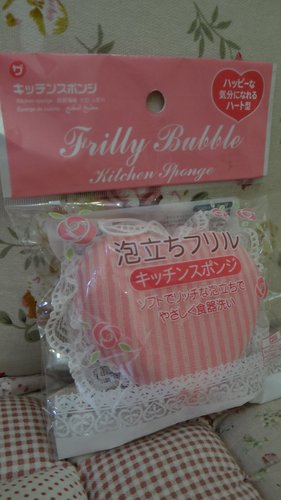 キッチンスポンジ
Kitchen sponge
ハッピーな
気分になれる
ハート型
Frilly Bubble
Kitchen Sponge
泡立ちフリル
キッチンスポンジ
ソフトでリッチな泡立ちで
やさしく食器洗い